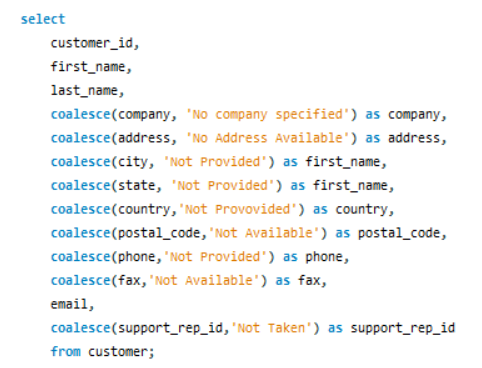 select
customer_id,
first_name,
last_name,
coalesce(company, 'No company specified') as company,
coalesce(address, 'No Address Available') as address,
coalesce(city, 'Not Provided') as first_name,
coalesce(state, 'Not Provided') as first_name,
coalesce(country,'Not Provovided') as country,
coalesce(postal_code,'Not Available') as postal_code,
coalesce(phone,'Not Provided') as phone,
coalesce(fax,'Not Available') as fax,
email,
coalesce(support_rep_id,'Not Taken') as support_rep_id
from customer;